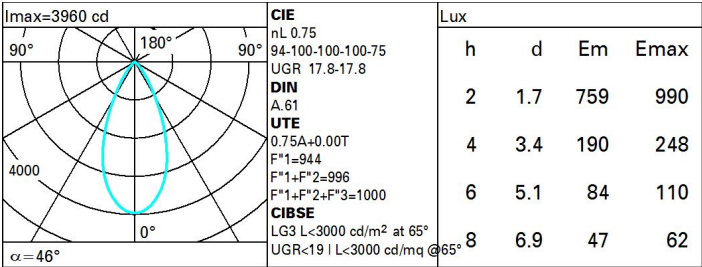 Imax=3960 cd
90°
180°
90°
4000
0°
α=46°
CIE
nL 0.75
94-100-100-100-75
UGR 17.8-17.8
DIN
A.61
UTE
0.75A+0.00T
F"1=944
F"1+F"2=996
F"1+F"2+F"3=1000
CIBSE
LG3 L<3000 cd/m² at 65°
UGR<19 | L<3000 cd/mq @65°
Lux
h d Em Emax
2 1.7 759 990
4 3.4 190 248
6 5.1 84 110
8 6.9 47 62